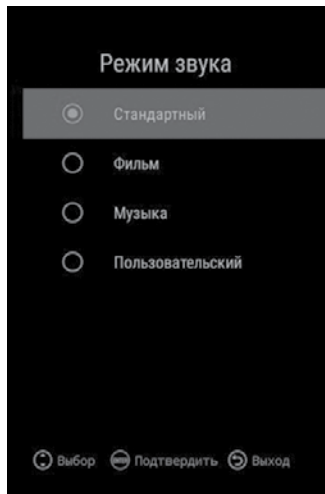 Режим звука
Стандартный
Фильм
Музыка
Пользовательский
Выбор Подтвердить Выход